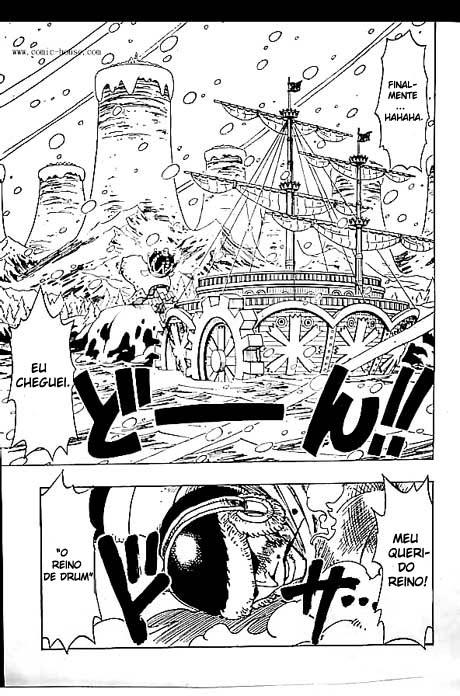 www.comic-house.com
FINAL-
MENTE
...
HAHAHA.
EU
CHEGUEI.
どーーん!!
MEU
QUERI-
DO
REINO!
"O
REINO
DE DRUM"
ドサ...